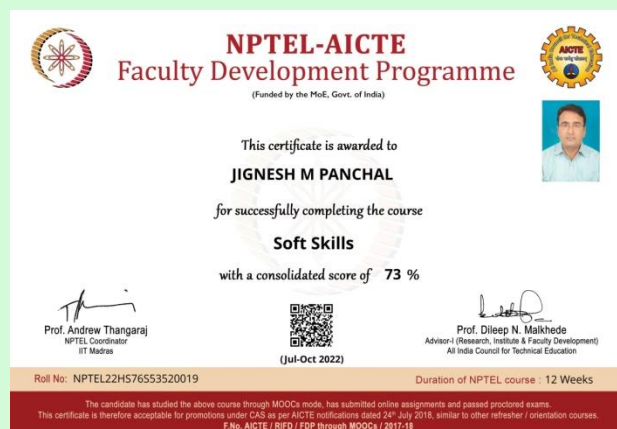 NPTEL-AICTE
Faculty Development Programme
(Funded by the MoE, Govt. of India)
AICTE
This certificate is awarded to
JIGNESH M PANCHAL
for successfully completing the course
Soft Skills
with a consolidated score of 73 %
Prof. Andrew Thangaraj
NPTEL Coordinator
IIT Madras
(Jul-Oct 2022)
Prof. Dileep N. Malkhede
Advisor-I (Research, Institute & Faculty Development)
All India Council for Technical Education
Roll No: NPTEL22HS76S53520019
Duration of NPTEL course : 12 Weeks
The candidate has studied the above course through MOOCs mode, has submitted online assignments and passed proctored exams.
This certificate is therefore acceptable for promotions under CAS as per AICTE notifications dated 24th July 2018, similar to other refresher / orientation courses.
F.No. AICTE / RIFD / FDP through MOOCs / 2017-18